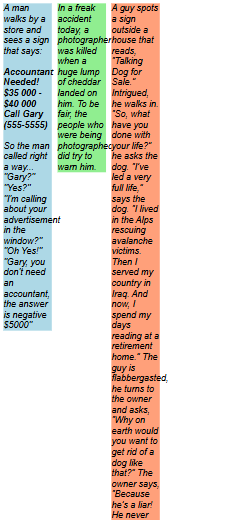 A man
walks by a
store and
sees a sign
that says:
Accountant
Needed!
$35 000 -
$40 000
Call Gary
(555-5555)
So the man
called right
a way...
"Gary?"
"Yes?"
"I'm calling
about your
advertisement
in the
window?"
"Oh Yes!"
"Gary, you
don't need
an
accountant,
the answer
is negative
$5000"
In a freak
accident
today, a
photographer
was killed
when a
huge lump
of cheddar
landed on
him. To be
fair, the
people who
were being
photographed
did try to
warn him.
A guy spots
a sign
outside a
house that
reads,
"Talking
Dog for
Sale."
Intrigued,
he walks in.
"So, what
have you
done with
your life?"
he asks the
dog. "I've
led a very
full life,"
says the
dog. "I lived
in the Alps
rescuing
avalanche
victims.
Then I
served my
country in
Iraq. And
now, I
spend my
days
reading at a
retirement
home." The
guy is
flabbergasted,
he turns to
the owner
and asks,
"Why on
earth would
you want to
get rid of a
dog like
that?" The
owner says,
"Because
he's a liar!
He never